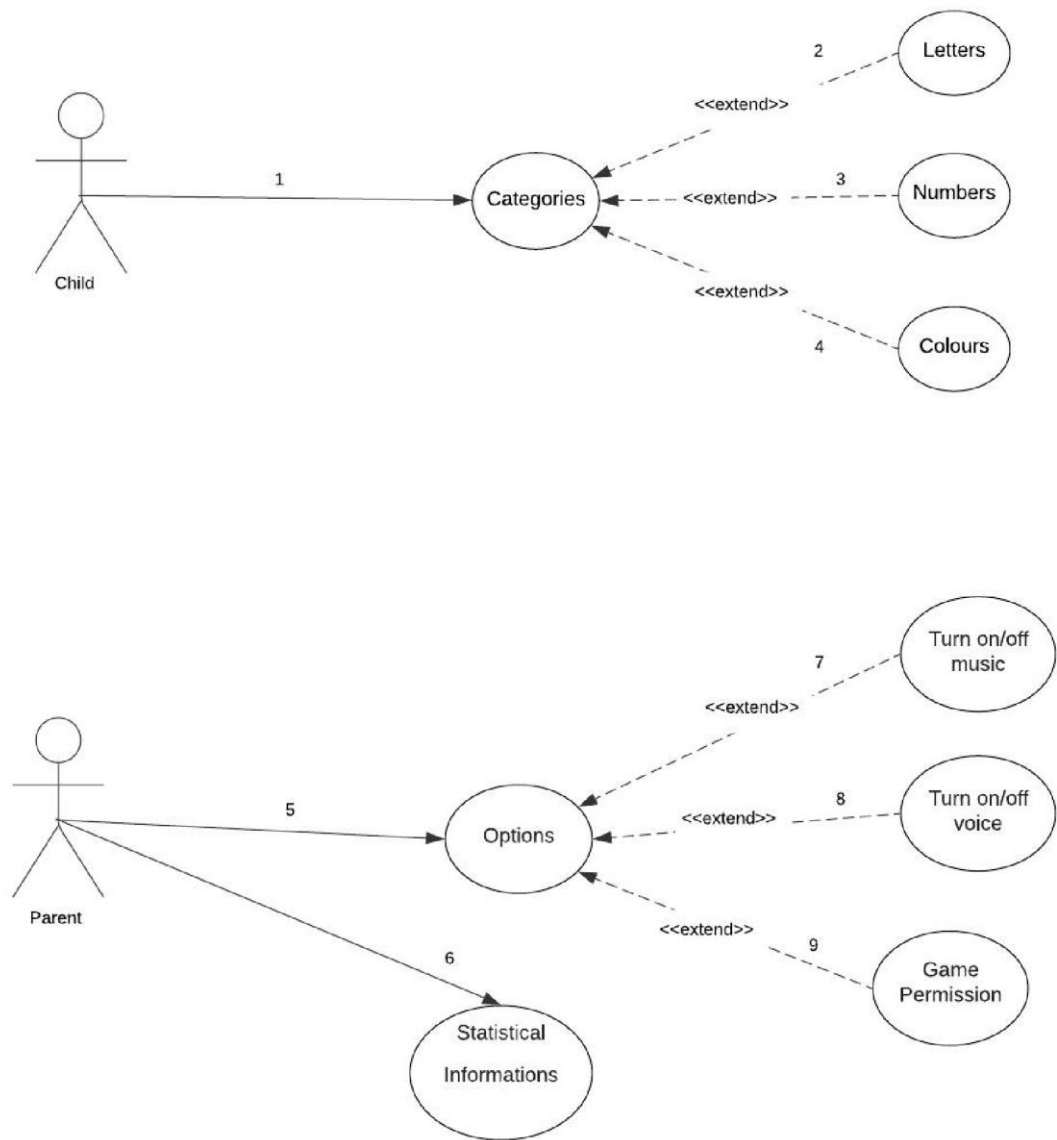 2
Letters
<<extend>>
1
Categories
<<extend>>
3
Numbers
Child
<<extend>>
4
Colours
7
Turn on/off
music
<<extend>>
5
Options
<<extend>>
8
Turn on/off
voice
Parent
<<extend>>
9
Game
Permission
6
Statistical
Informations